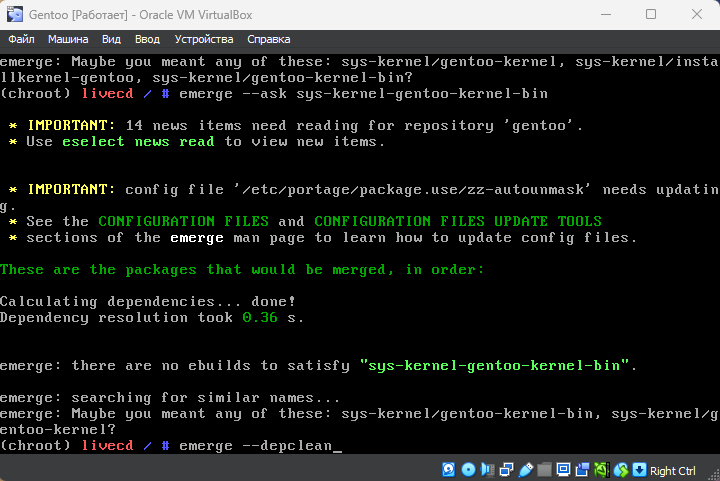 Gentoo [Работает] - Oracle VM VirtualBox
Файл Машина Вид Ввод Устройства Справка
emerge: Maybe you meant any of these: sys-kernel/gentoo-kernel, sys-kernel/insta
llkernel-gentoo, sys-kernel/gentoo-kernel-bin?
(chroot) livecd / # emerge --ask sys-kernel-gentoo-kernel-bin
* IMPORTANT: 14 news items need reading for repository 'gentoo'.
* Use eselect news read to view new items.
* IMPORTANT: config file '/etc/portage/package.use/zz-autounmask' needs updatin
g.
* See the CONFIGURATION FILES and CONFIGURATION FILES UPDATE TOOLS
* sections of the emerge man page to learn how to update config files.
These are the packages that would be merged, in order:
Calculating dependencies... done!
Dependency resolution took 0.36 s.
emerge: there are no ebuilds to satisfy "sys-kernel-gentoo-kernel-bin".
emerge: searching for similar names...
emerge: Maybe you meant any of these: sys-kernel/gentoo-kernel-bin, sys-kernel/g
entoo-kernel?
(chroot) livecd / # emerge --depclean_
Right Ctrl